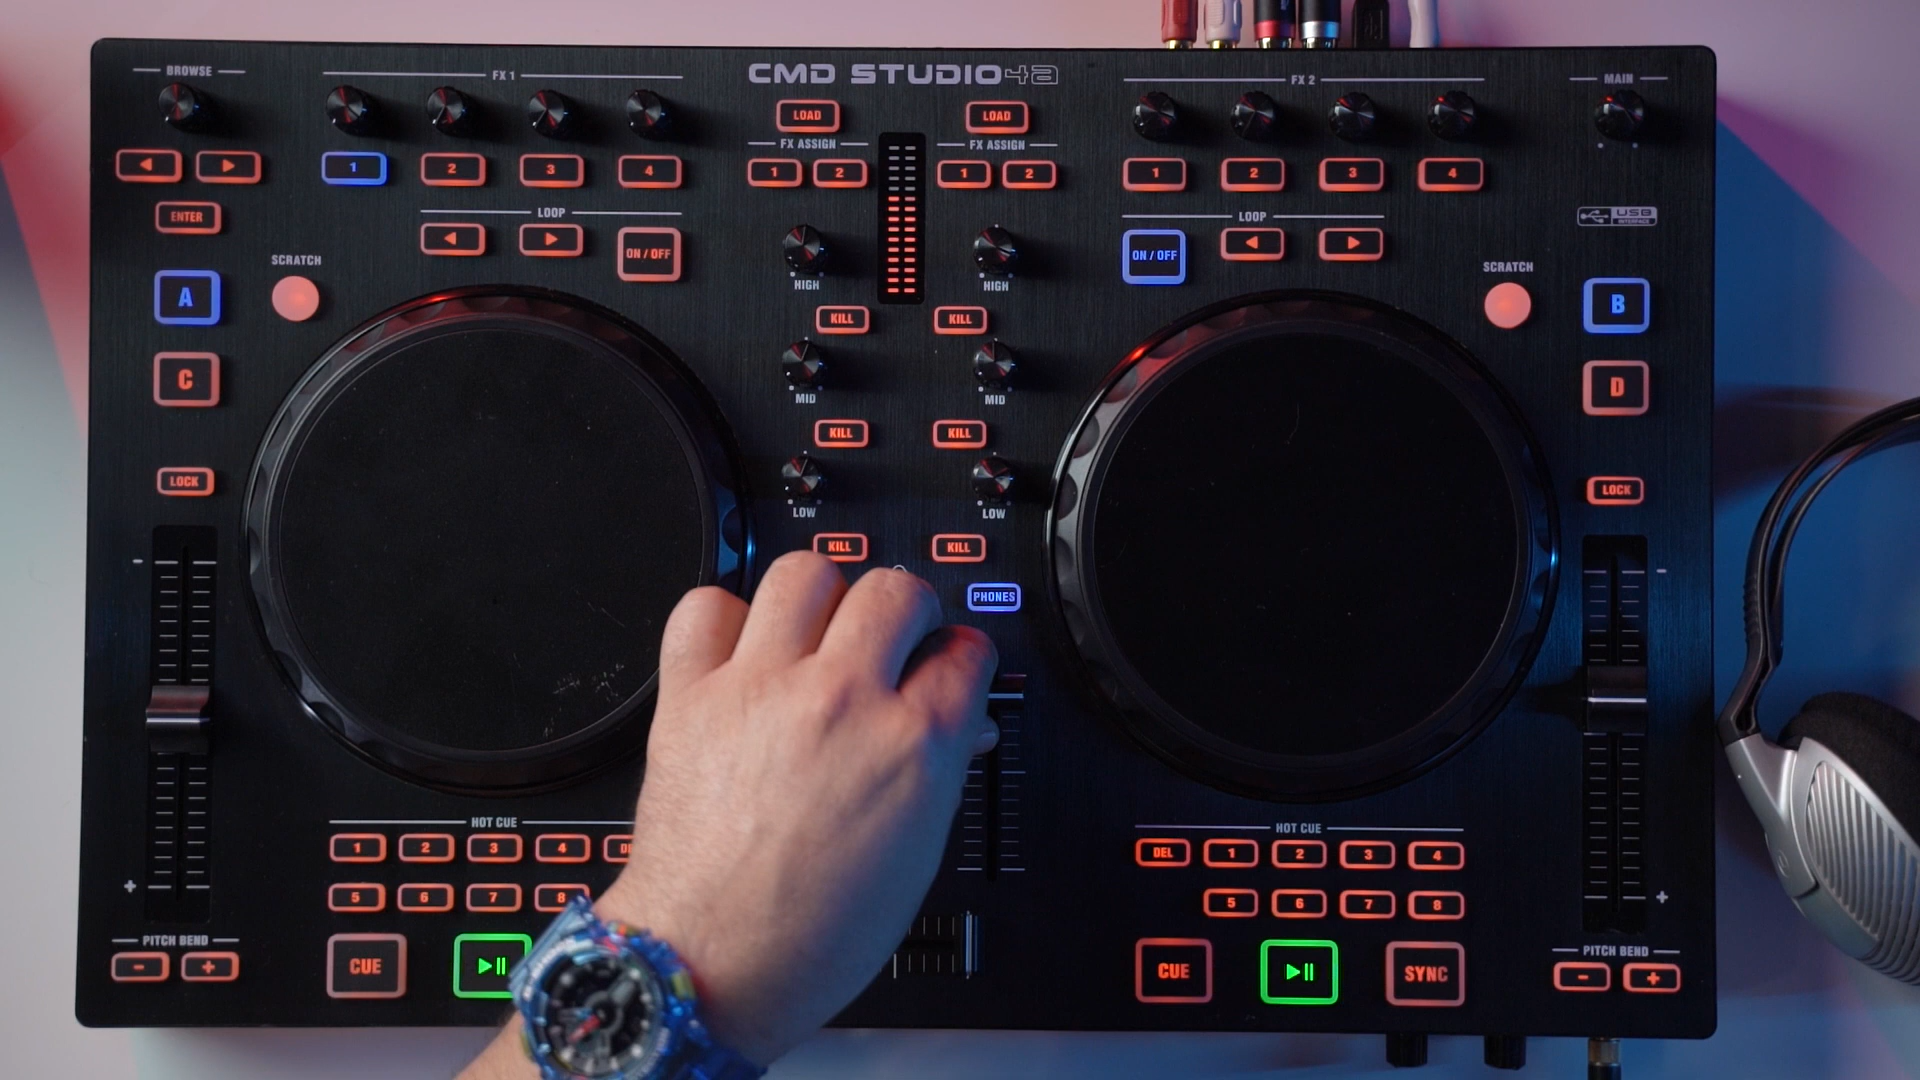 BROWSE
FX 1
CMD STUDIO 4a
FX 2
MAIN
LOAD
LOAD
FX ASSIGN
FX ASSIGN
1 2 3 4
1 2
1 2
1 2 3 4
ENTER
LOOP
LOOP
USB
INTERFACE
ON / OFF
ON / OFF
SCRATCH
SCRATCH
HIGH
HIGH
A
B
KILL
KILL
C
D
MID
MID
KILL
KILL
LOCK
LOCK
LOW
LOW
KILL
KILL
-
-
PHONES
HOT CUE
HOT CUE
1 2 3 4
DEL 1 2 3 4
+
+
5 6 7 8
5 6 7 8
PITCH BEND
PITCH BEND
- +
CUE
CUE
SYNC
- +